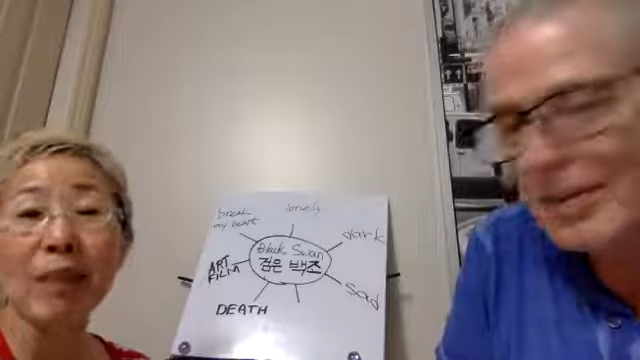 break
my heart
lonely
dark
Black Swan
검은 백조
ART
FILM
Sad
DEATH